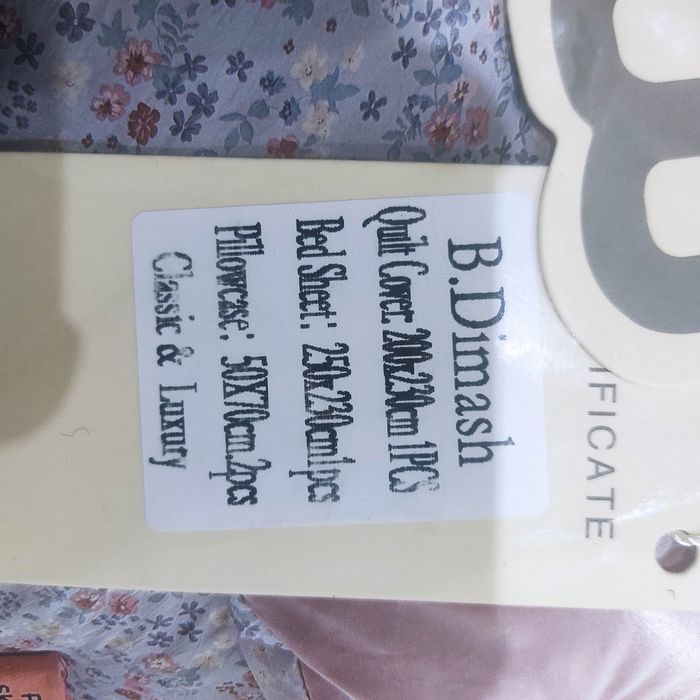 B.Dimash
Quilt Cover: 200x230cm 1PCS
Bed Sheet: 250x230cm1pcs
Pillowcase: 50X70cm.2pcs
Classic & Luxury
IFICATE
B